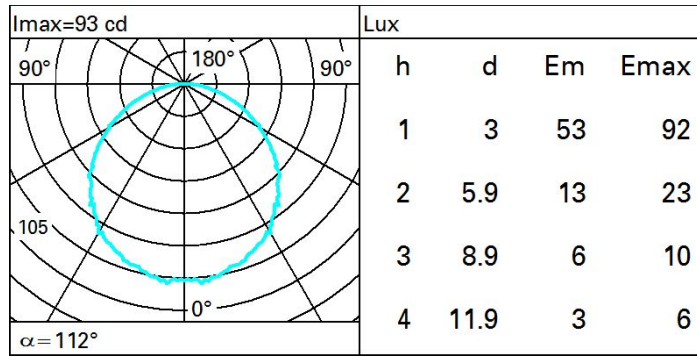 Imax=93 cd
Lux
90°
180°
90°
h d Em Emax
1 3 53 92
2 5.9 13 23
105
3 8.9 6 10
0°
4 11.9 3 6
α=112°